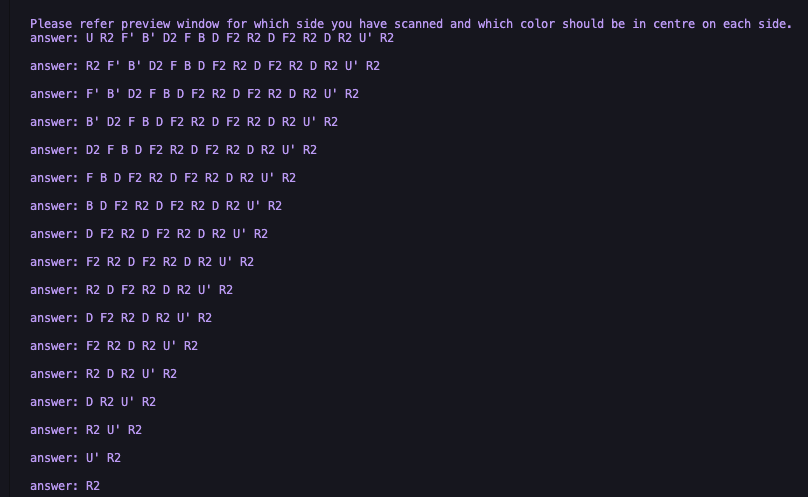 Please refer preview window for which side you have scanned and which color should be in centre on each side.
answer: U R2 F' B' D2 F B D F2 R2 D F2 R2 D R2 U' R2
answer: R2 F' B' D2 F B D F2 R2 D F2 R2 D R2 U' R2
answer: F' B' D2 F B D F2 R2 D F2 R2 D R2 U' R2
answer: B' D2 F B D F2 R2 D F2 R2 D R2 U' R2
answer: D2 F B D F2 R2 D F2 R2 D R2 U' R2
answer: F B D F2 R2 D F2 R2 D R2 U' R2
answer: B D F2 R2 D F2 R2 D R2 U' R2
answer: D F2 R2 D F2 R2 D R2 U' R2
answer: F2 R2 D F2 R2 D R2 U' R2
answer: R2 D F2 R2 D R2 U' R2
answer: D F2 R2 D R2 U' R2
answer: F2 R2 D R2 U' R2
answer: R2 D R2 U' R2
answer: D R2 U' R2
answer: R2 U' R2
answer: U' R2
answer: R2